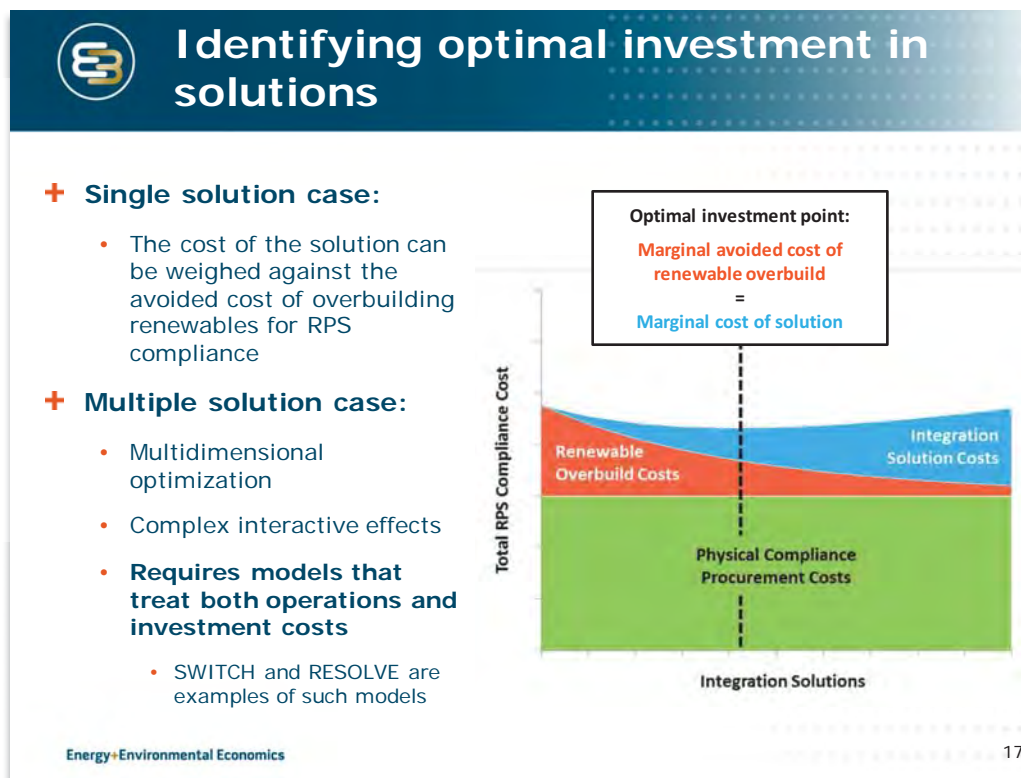 Identifying optimal investment in
solutions
+ Single solution case:
• The cost of the solution can
be weighed against the
avoided cost of overbuilding
renewables for RPS
compliance
+ Multiple solution case:
• Multidimensional
optimization
• Complex interactive effects
• Requires models that
treat both operations and
investment costs
• SWITCH and RESOLVE are
examples of such models
Optimal investment point:
Marginal avoided cost of
renewable overbuild
=
Marginal cost of solution
Total RPS Compliance Cost
Renewable
Overbuild Costs
Integration
Solution Costs
Physical Compliance
Procurement Costs
Integration Solutions
Energy+Environmental Economics
17